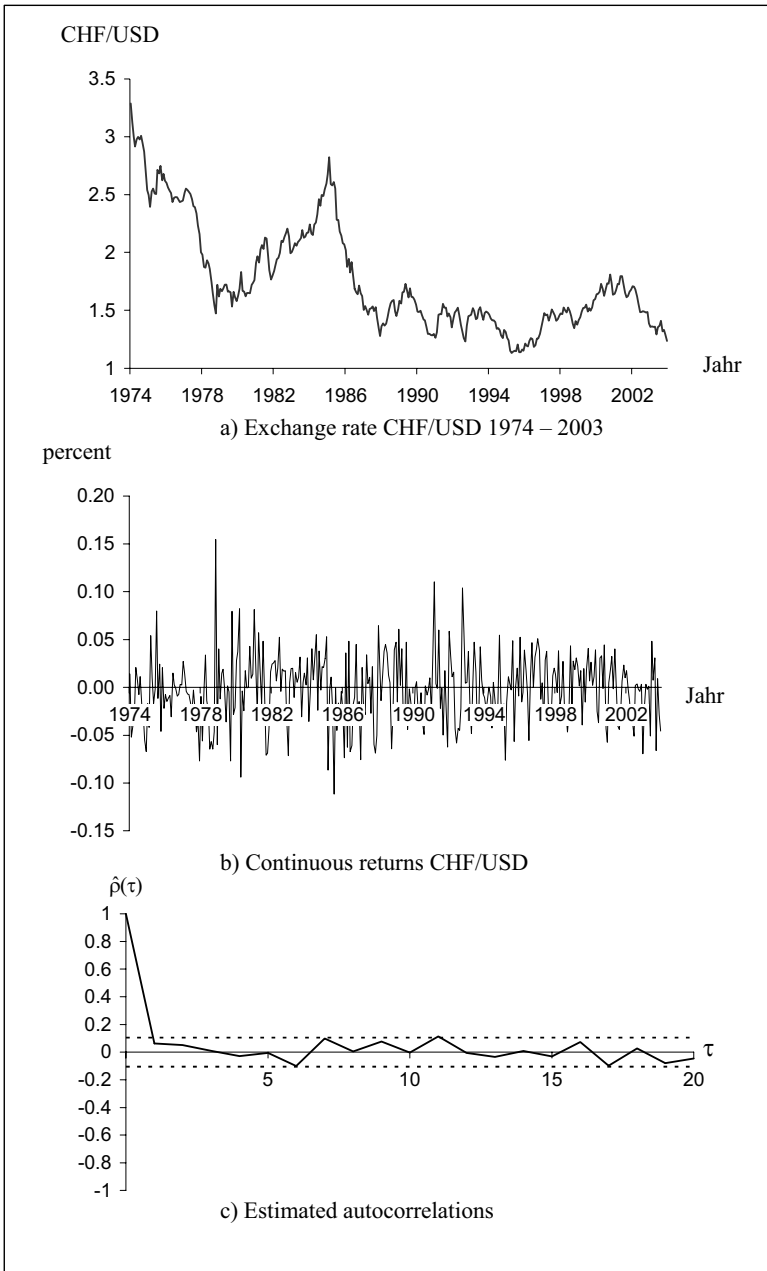 CHF/USD
3.5
3
2.5
2
1.5
1
Jahr
1974 1978 1982 1986 1990 1994 1998 2002
a) Exchange rate CHF/USD 1974 – 2003
percent
0.20
0.15
0.10
0.05
0.00
Jahr
1974 1978 1982 1986 1990 1994 1998 2002
-0.05
-0.10
-0.15
b) Continuous returns CHF/USD
ρ̂(τ)
1
0.8
0.6
0.4
0.2
0
τ
5 10 15 20
-0.2
-0.4
-0.6
-0.8
-1
c) Estimated autocorrelations